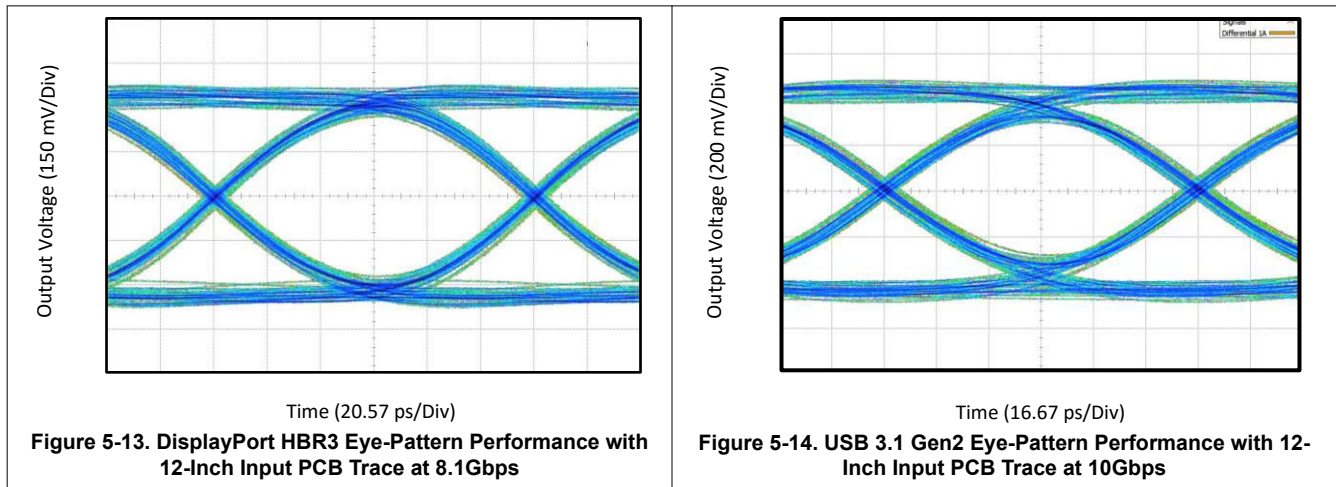 Signals
Differential 1A
Output Voltage (150 mV/Div)
Time (20.57 ps/Div)
Figure 5-13. DisplayPort HBR3 Eye-Pattern Performance with
12-Inch Input PCB Trace at 8.1Gbps
Output Voltage (200 mV/Div)
Time (16.67 ps/Div)
Figure 5-14. USB 3.1 Gen2 Eye-Pattern Performance with 12-
Inch Input PCB Trace at 10Gbps